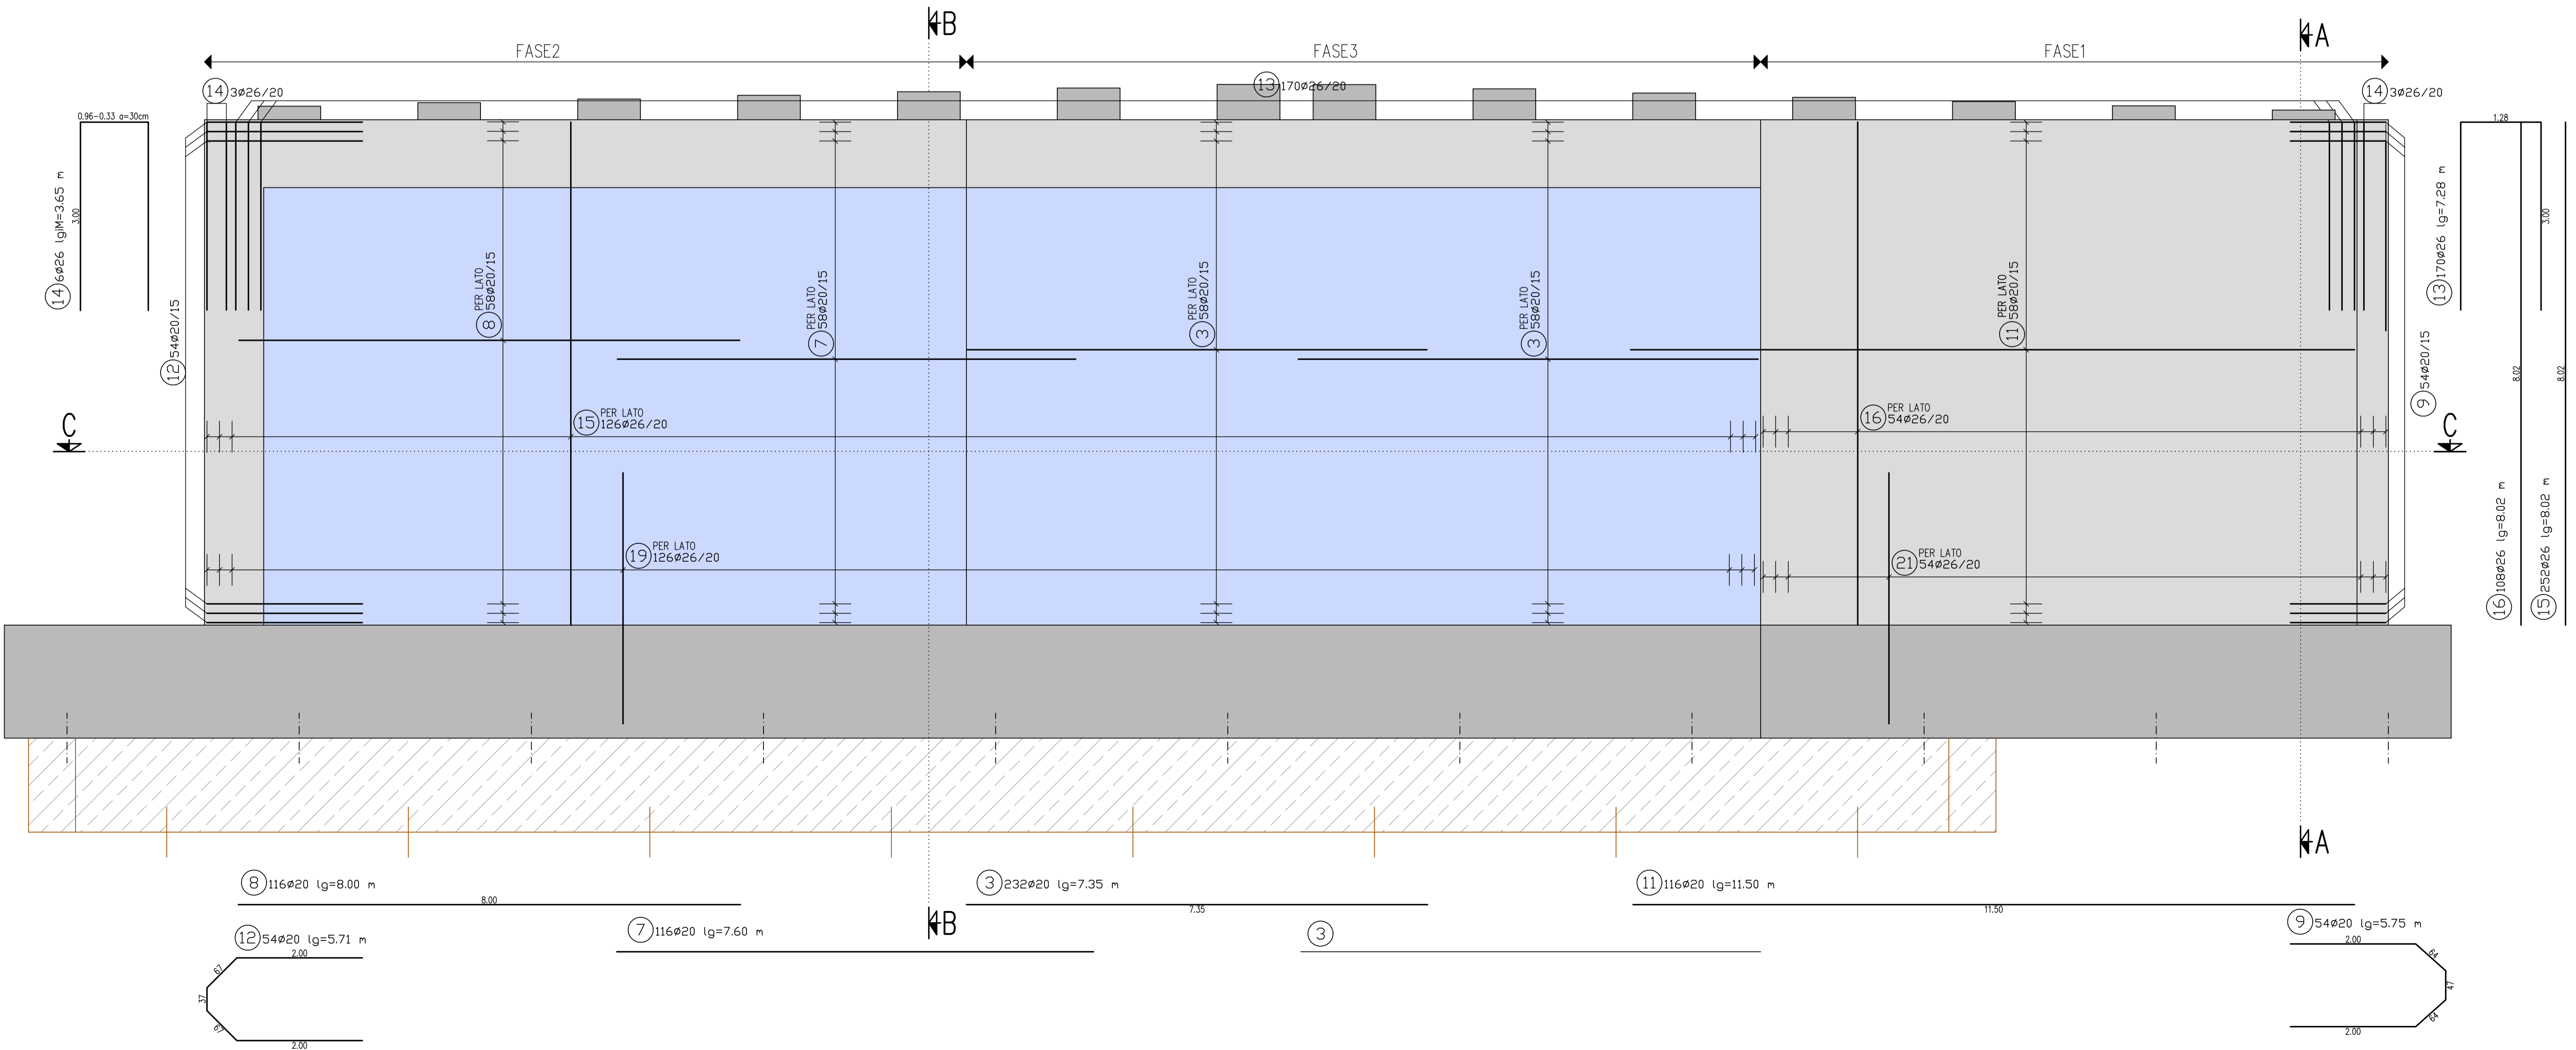 B
A
FASE2
FASE3
FASE1
14 3ø26/20
13 170ø26/20
14 3ø26/20
0.96-0.33 a=30cm
1.28
14 6ø26 lgiM=3.65 m
3.00
13 170ø26 lg=7.28 m
3.00
12 54ø20/15
PER LATO
8 58ø20/15
PER LATO
7 58ø20/15
PER LATO
3 58ø20/15
PER LATO
3 58ø20/15
PER LATO
11 58ø20/15
9 54ø20/15
8.02
8.02
C
PER LATO
15 126ø26/20
PER LATO
16 54ø26/20
C
PER LATO
19 126ø26/20
PER LATO
21 54ø26/20
16 108ø26 lg=8.02 m
15 252ø26 lg=8.02 m
A
8 116ø20 lg=8.00 m
8.00
3 232ø20 lg=7.35 m
7.35
11 116ø20 lg=11.50 m
11.50
B
12 54ø20 lg=5.71 m
2.00
67
37
67
2.00
7 116ø20 lg=7.60 m
3
9 54ø20 lg=5.75 m
2.00
64
47
64
2.00